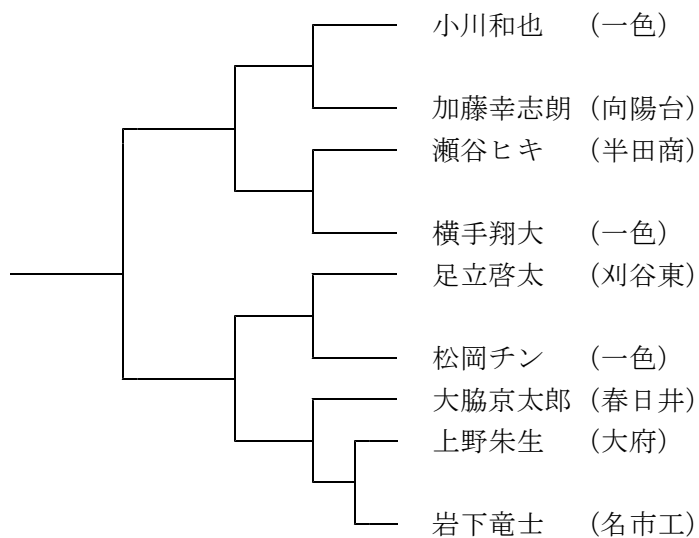 小川和也 （一色）
加藤幸志朗（向陽台）
瀬谷ヒキ （半田商）
横手翔大 （一色）
足立啓太 （刈谷東）
松岡チン （一色）
大脇京太郎（春日井）
上野朱生 （大府）
岩下竜士 （名市工）